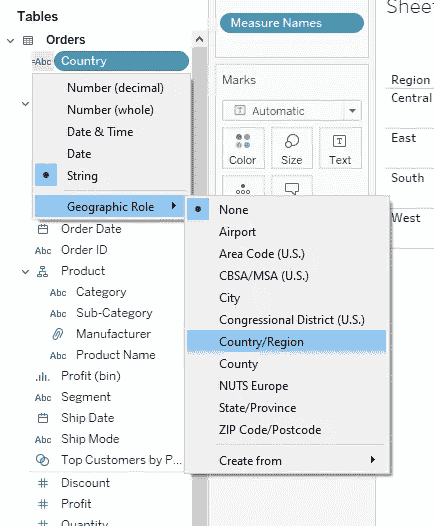 Tables
Orders
=Abc Country
Number (decimal)
Number (whole)
Date & Time
Date
String
Geographic Role
Order Date
Order ID
Product
Abc Category
Abc Sub-Category
Manufacturer
Abc Product Name
Profit (bin)
Abc Segment
Ship Date
Abc Ship Mode
Top Customers by P...
# Discount
# Profit
# Quantity
None
Airport
Area Code (U.S.)
CBSA/MSA (U.S.)
City
Congressional District (U.S.)
Country/Region
County
NUTS Europe
State/Province
ZIP Code/Postcode
Create from
Measure Names
Marks
T Automatic
Color
Size
T Text
Sheet
Region
Central
East
South
West